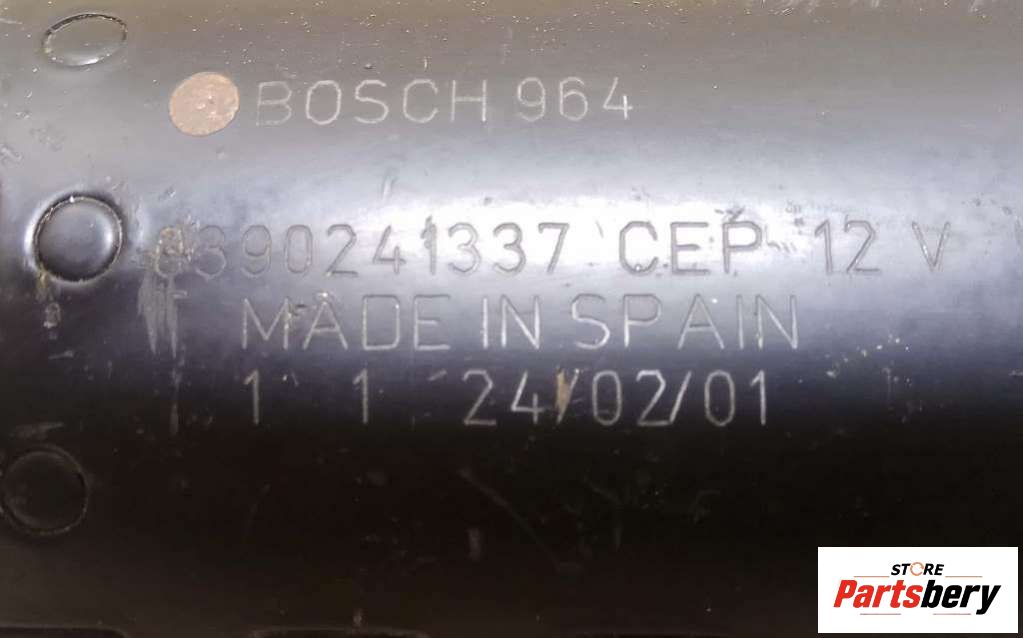 BOSCH 964
0390241337 CEP 12 V
MADE IN SPAIN
1 1 24/02/01
STORE
Partsbery